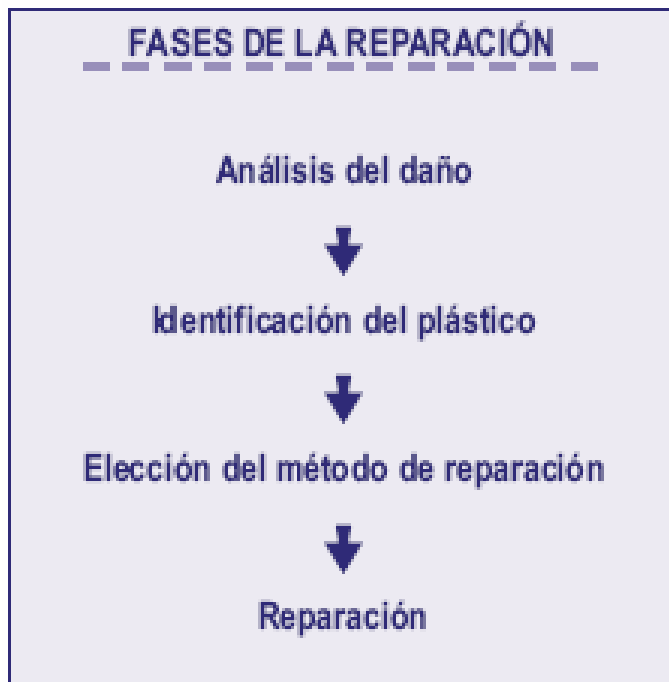 FASES DE LA REPARACIÓN
Análisis del daño
Identificación del plástico
Elección del método de reparación
Reparación